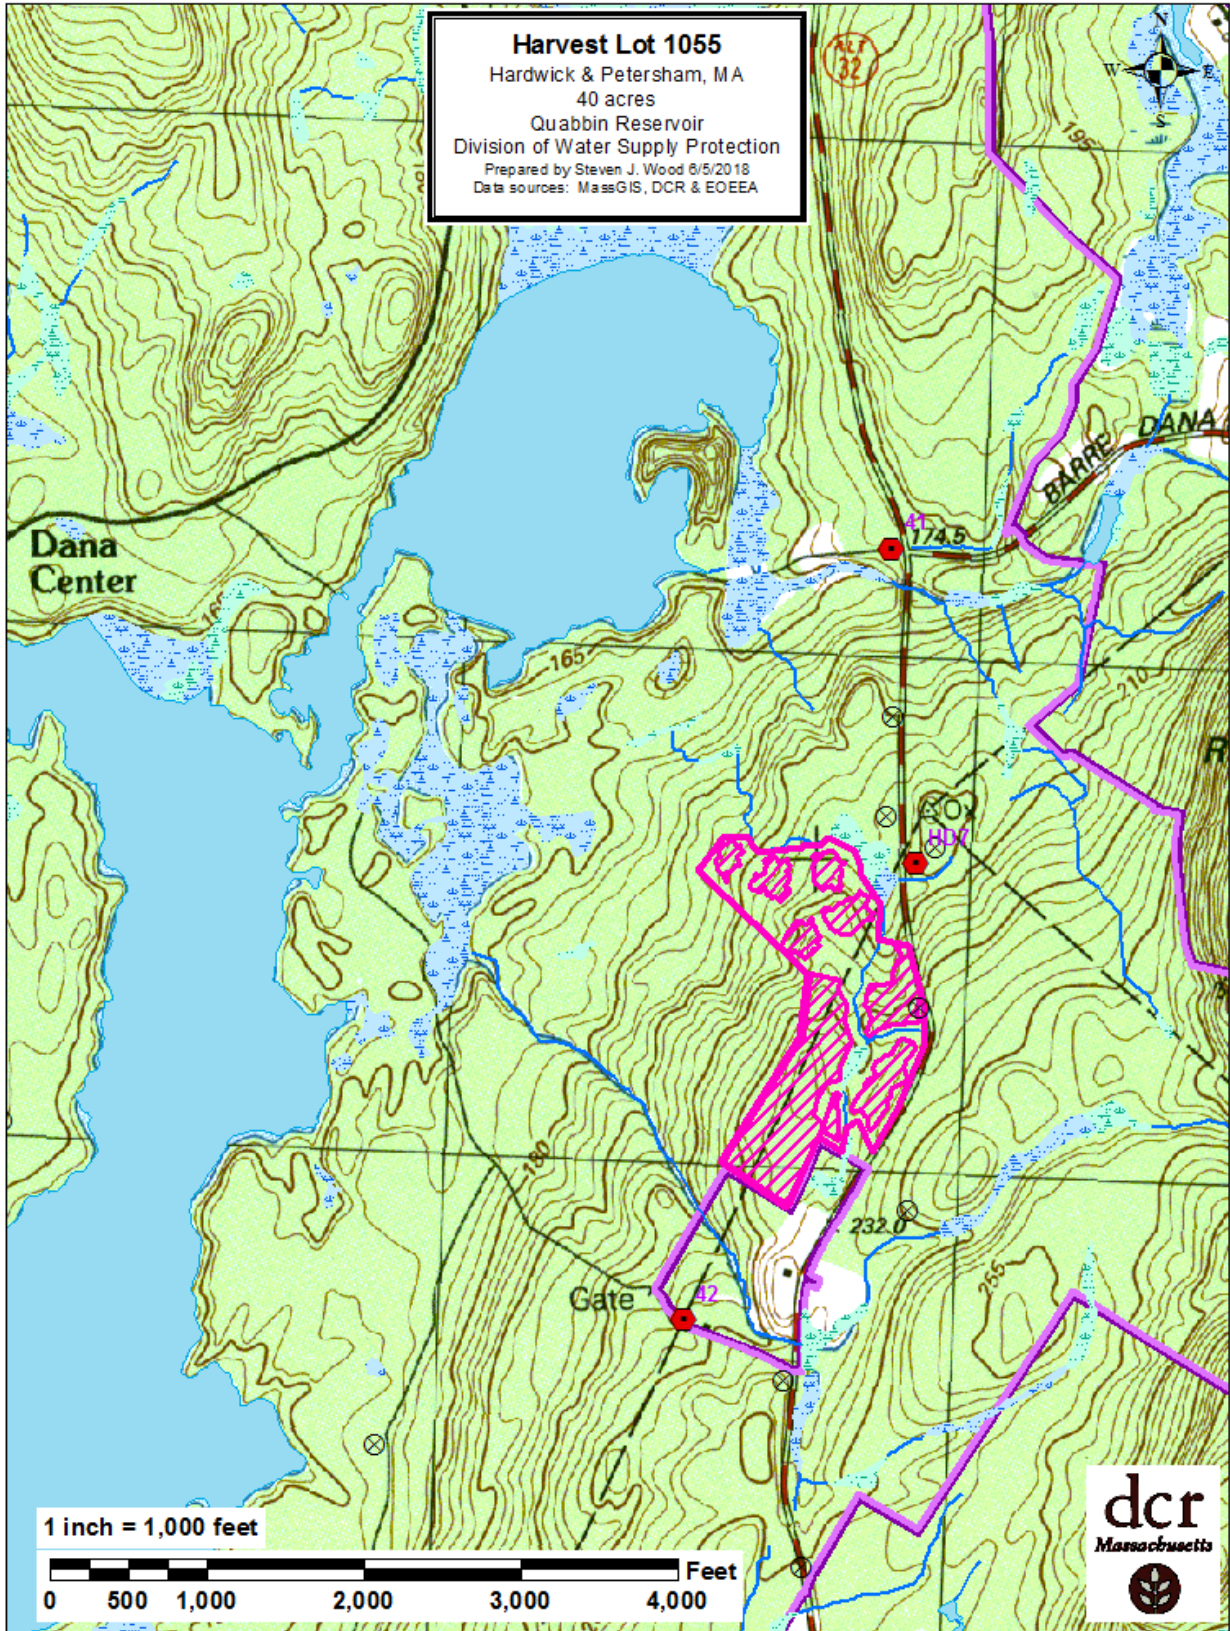 Harvest Lot 1055
Hardwick & Petersham, MA
40 acres
Quabbin Reservoir
Division of Water Supply Protection
Prepared by Steven J. Wood 6/5/2018
Data sources: MassGIS, DCR & EOEEA
ALT
32
N
W
E
S
195
DANA
BARRE
41
174.5
Dana
Center
165
210
R
HD7
180
232.0
255
Gate
42
1 inch = 1,000 feet
Feet
0 500 1,000 2,000 3,000 4,000
dcr
Massachusetts